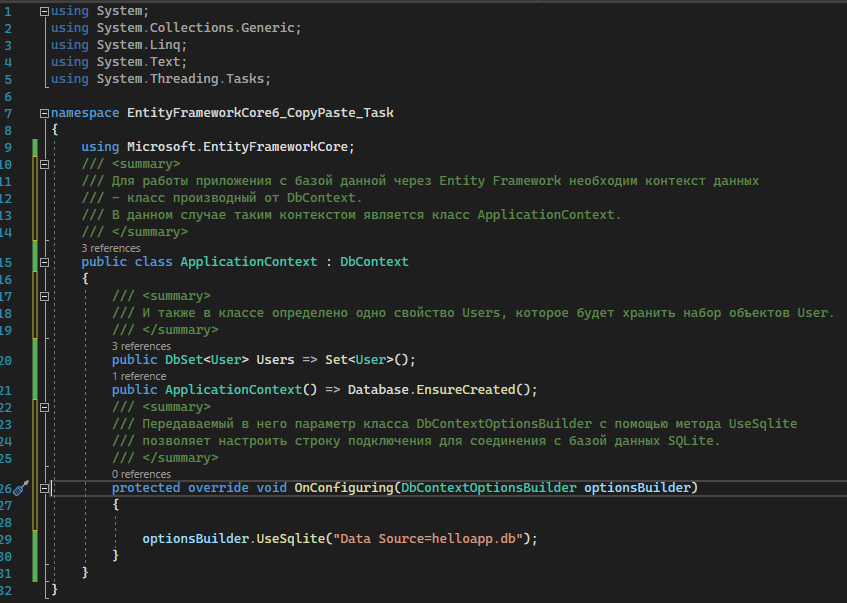 1 using System;
2 using System.Collections.Generic;
3 using System.Linq;
4 using System.Text;
5 using System.Threading.Tasks;
6
7 namespace EntityFrameworkCore6_CopyPaste_Task
8 {
9 using Microsoft.EntityFrameworkCore;
10 /// <summary>
11 /// Для работы приложения с базой данной через Entity Framework необходим контекст данных
12 /// - класс производный от DbContext.
13 /// В данном случае таким контекстом является класс ApplicationContext.
14 /// </summary>
3 references
15 public class ApplicationContext : DbContext
16 {
17 /// <summary>
18 /// И также в классе определено одно свойство Users, которое будет хранить набор объектов User.
19 /// </summary>
3 references
20 public DbSet<User> Users => Set<User>();
1 reference
21 public ApplicationContext() => Database.EnsureCreated();
22 /// <summary>
23 /// Передаваемый в него параметр класса DbContextOptionsBuilder с помощью метода UseSqlite
24 /// позволяет настроить строку подключения для соединения с базой данных SQLite.
25 /// </summary>
0 references
26 protected override void OnConfiguring(DbContextOptionsBuilder optionsBuilder)
27 {
28
29 optionsBuilder.UseSqlite("Data Source=helloapp.db");
30 }
31 }
32 }